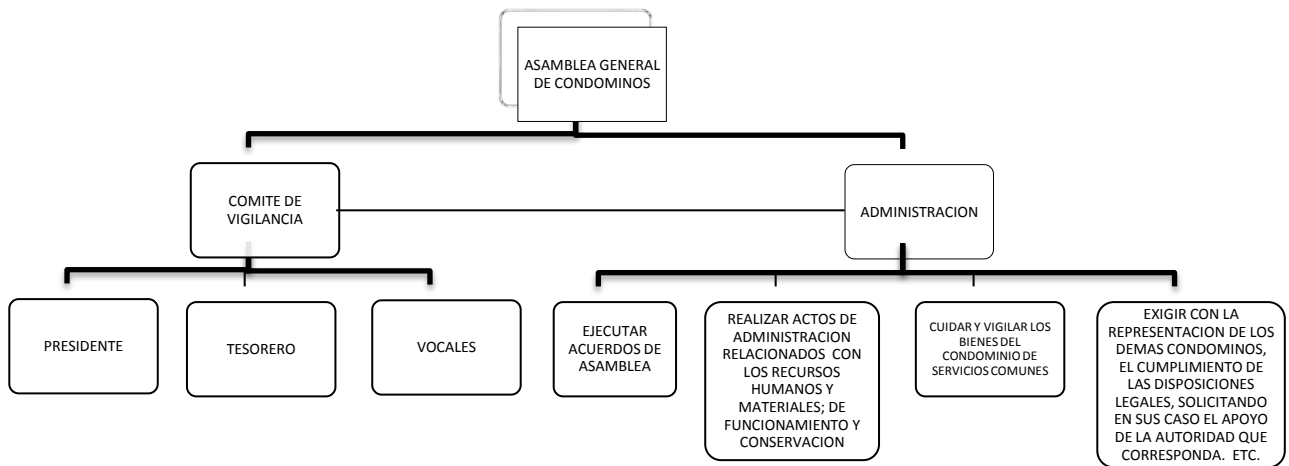 ASAMBLEA GENERAL
DE CONDOMINOS
COMITE DE
VIGILANCIA
ADMINISTRACION
PRESIDENTE
TESORERO
VOCALES
EJECUTAR
ACUERDOS DE
ASAMBLEA
REALIZAR ACTOS DE
ADMINISTRACION
RELACIONADOS CON
LOS RECURSOS
HUMANOS Y
MATERIALES; DE
FUNCIONAMIENTO Y
CONSERVACION
CUIDAR Y VIGILAR LOS
BIENES DEL
CONDOMINIO DE
SERVICIOS COMUNES
EXIGIR CON LA
REPRESENTACION DE LOS
DEMAS CONDOMINOS,
EL CUMPLIMIENTO DE
LAS DISPOSICIONES
LEGALES, SOLICITANDO
EN SUS CASO EL APOYO
DE LA AUTORIDAD QUE
CORRESPONDA. ETC.